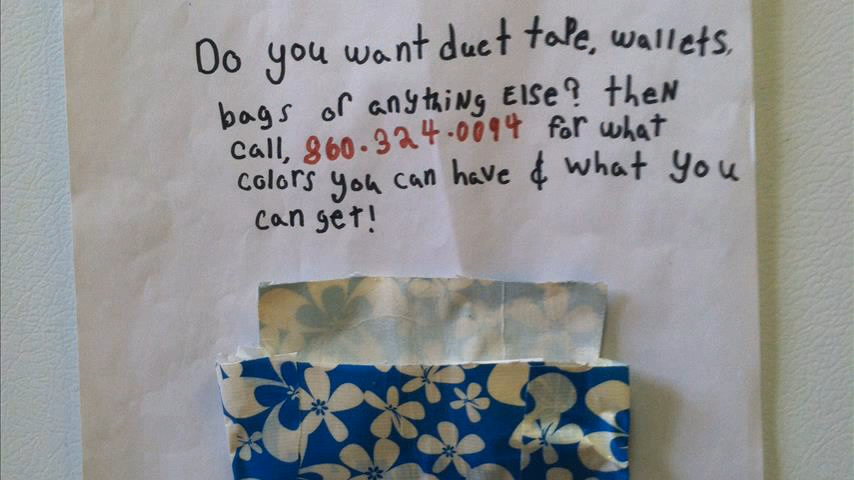 Do you want duct tape, wallets,
bags or anything Else? then
call, 860.324.0094 for what
colors you can have & what you
can get!